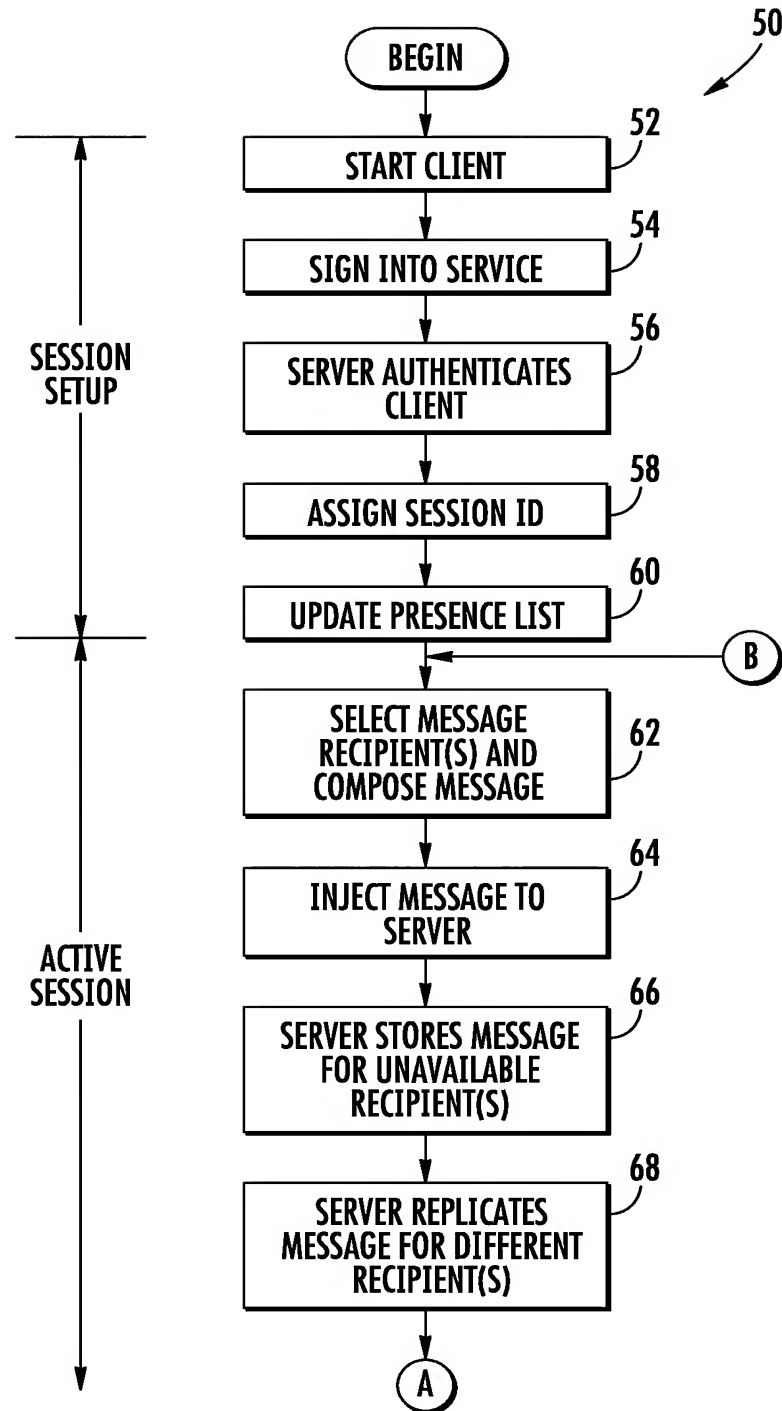 50
BEGIN
52
START CLIENT
54
SIGN INTO SERVICE
56
SERVER AUTHENTICATES
CLIENT
SESSION
SETUP
58
ASSIGN SESSION ID
60
UPDATE PRESENCE LIST
B
SELECT MESSAGE
RECIPIENT(S) AND
COMPOSE MESSAGE
62
64
INJECT MESSAGE TO
SERVER
ACTIVE
SESSION
66
SERVER STORES MESSAGE
FOR UNAVAILABLE
RECIPIENT(S)
68
SERVER REPLICATES
MESSAGE FOR DIFFERENT
RECIPIENT(S)
A